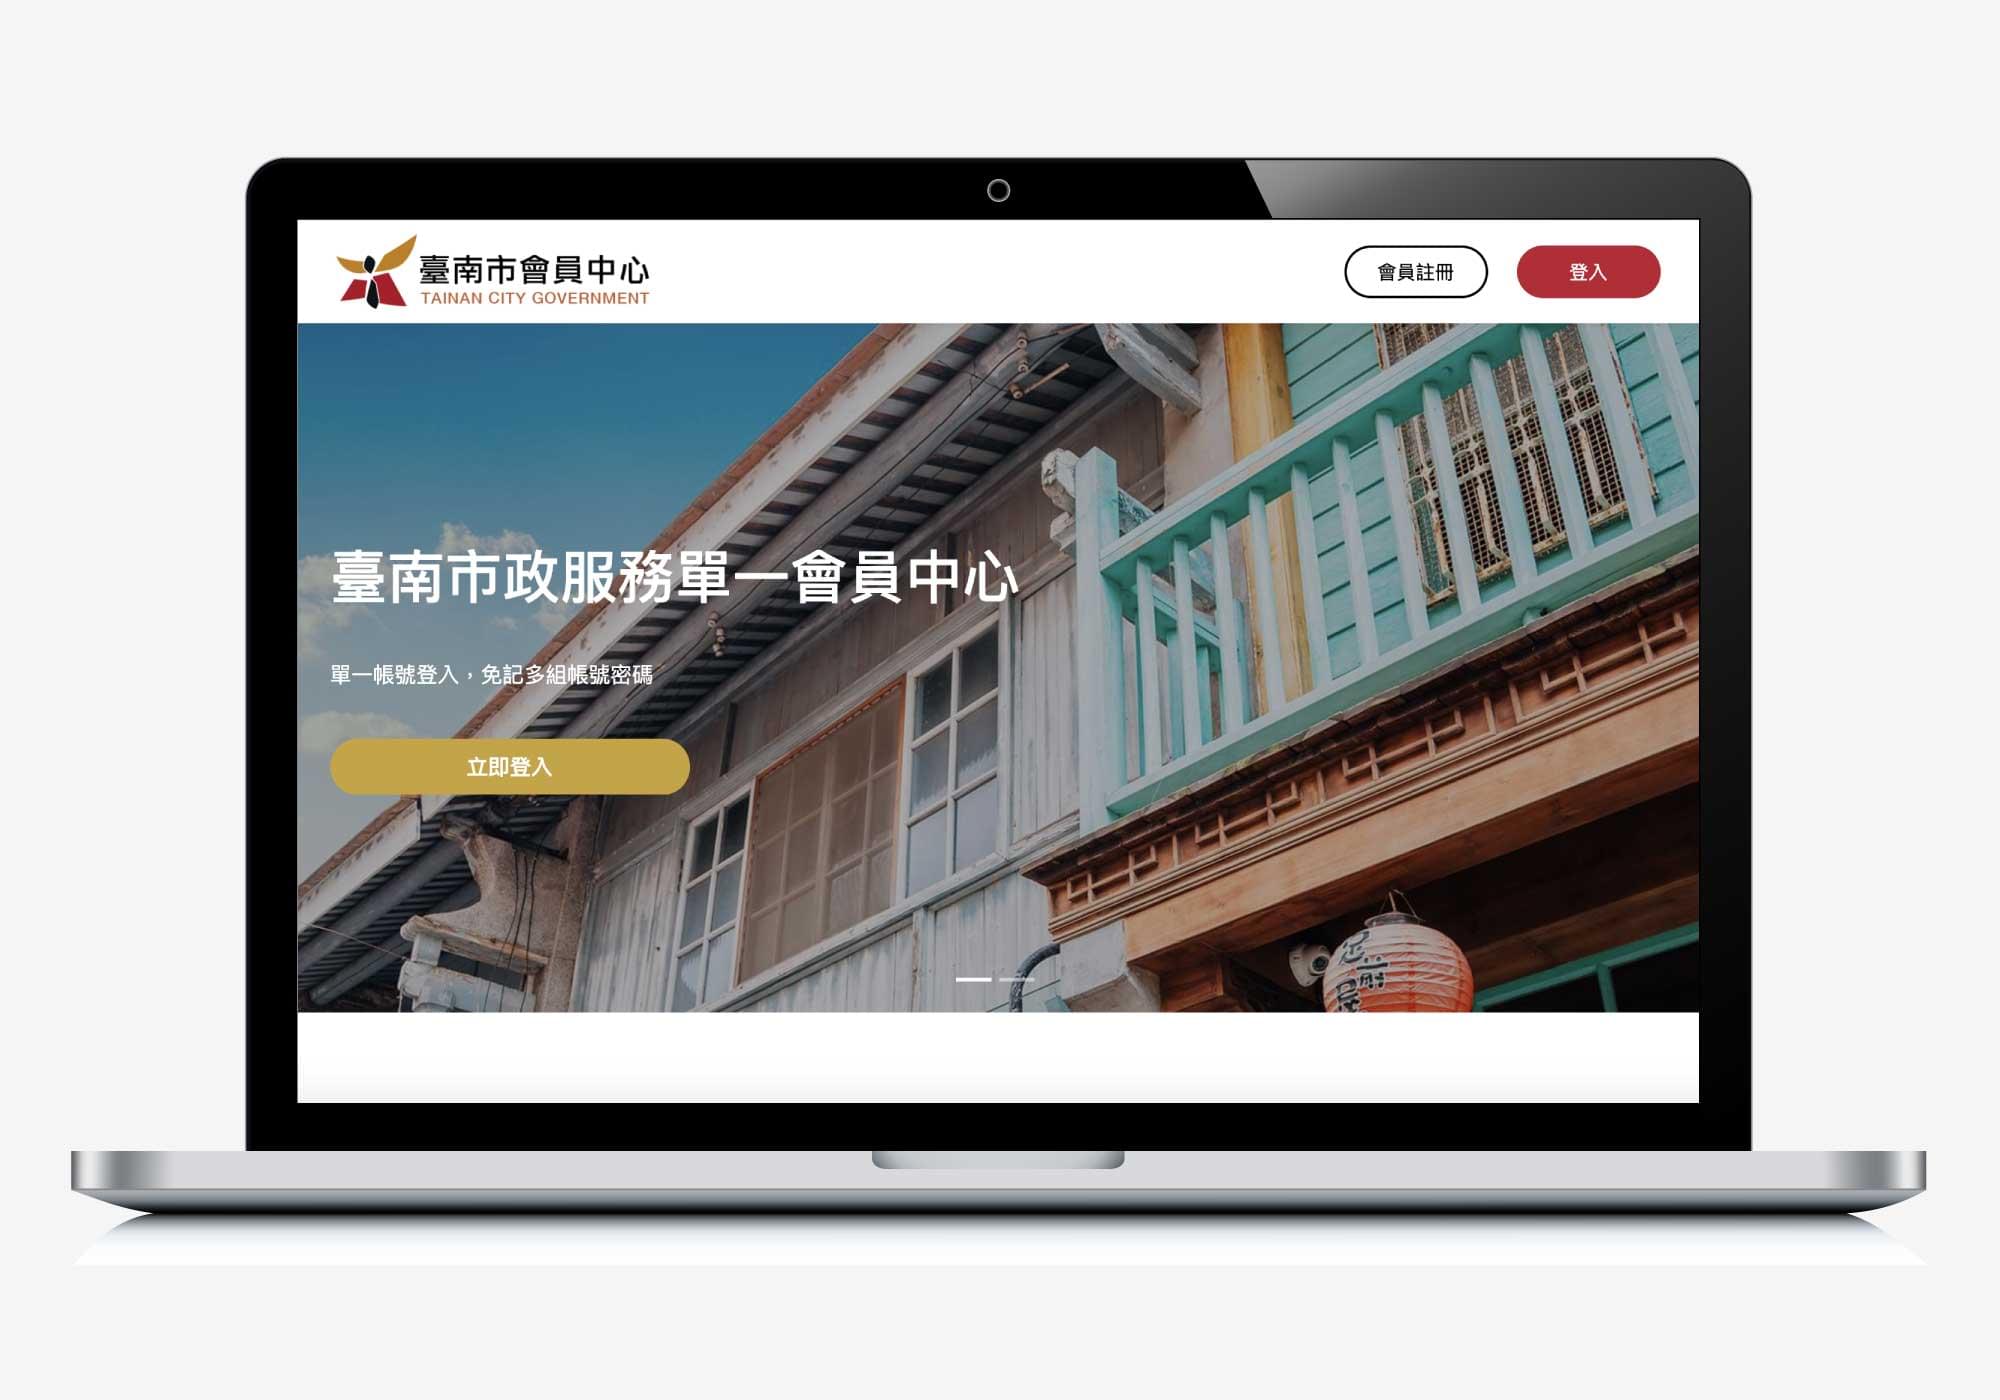 臺南市會員中心
TAINAN CITY GOVERNMENT
會員註冊
登入
臺南市政服務單一會員中心
單一帳號登入，免記多組帳號密碼
立即登入